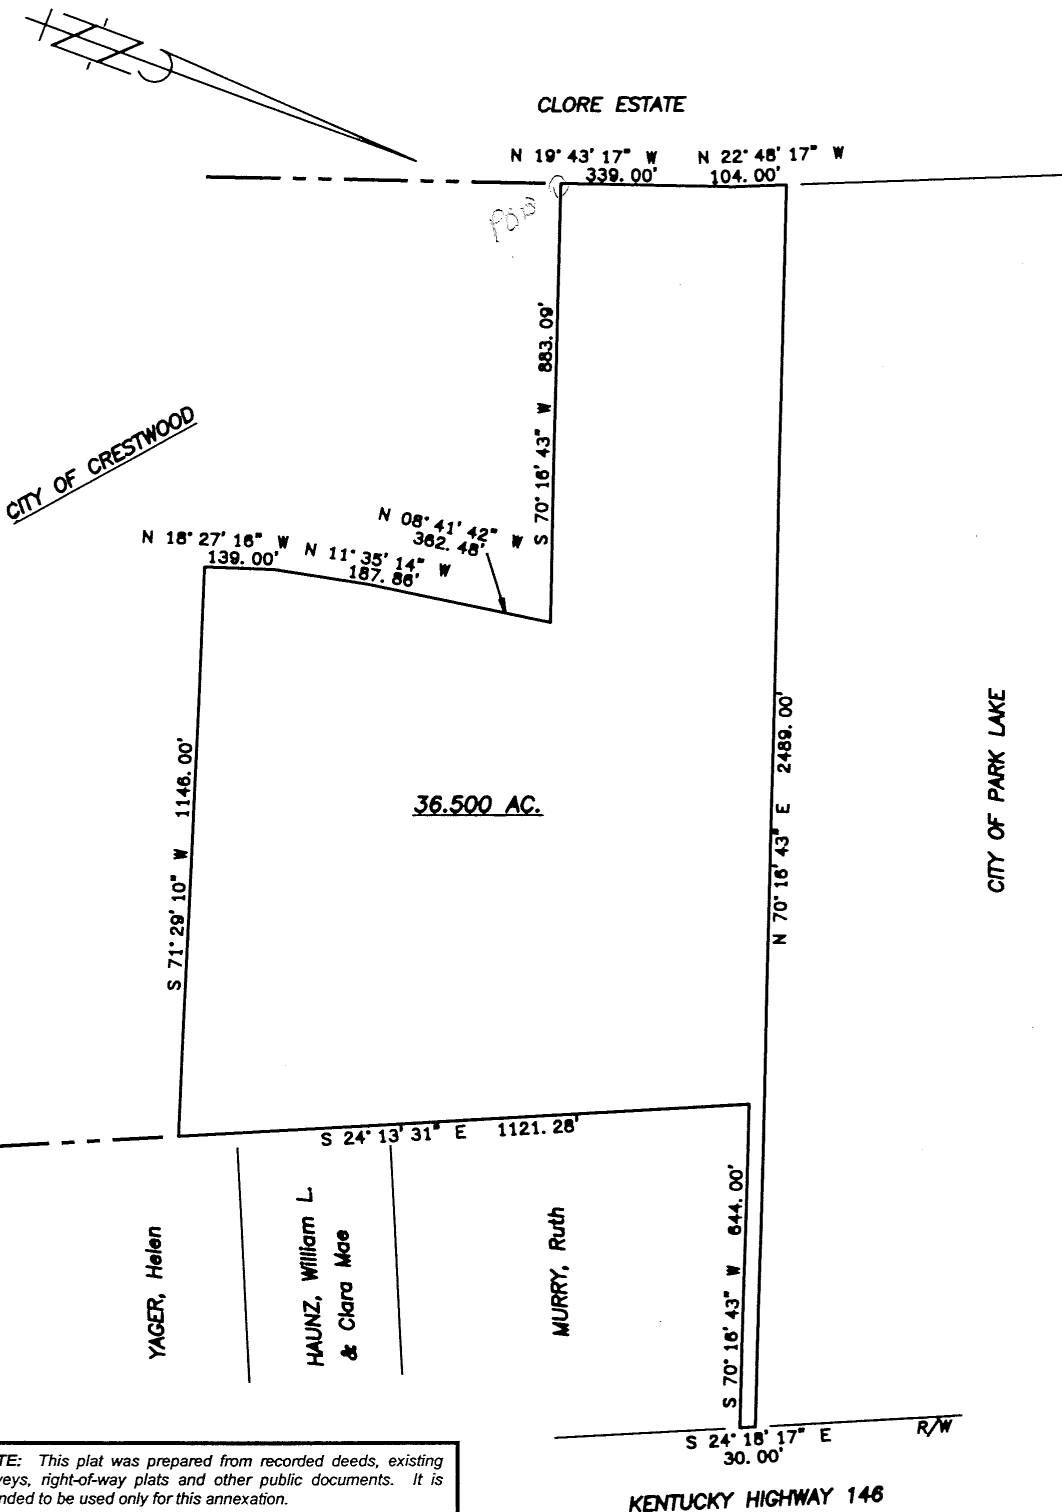 N
CLORE ESTATE
N 19° 43' 17" W
339.00'
N 22° 48' 17" W
104.00'
POB
S 70° 16' 43" W 883.09'
CITY OF CRESTWOOD
N 18° 27' 16" W
139.00'
N 11° 35' 14" W
187.86'
N 08° 41' 42" W
362.48'
S 71° 29' 10" W 1146.00'
36.500 AC.
N 70° 16' 43" E 2489.00'
CITY OF PARK LAKE
S 24° 13' 31" E 1121.28'
YAGER, Helen
HAUNZ, William L.
& Clara Mae
MURRY, Ruth
S 70° 16' 43" W 644.00'
S 24° 18' 17" E
30.00'
R/W
KENTUCKY HIGHWAY 146
TE: This plat was prepared from recorded deeds, existing
veys, right-of-way plats and other public documents. It is
nded to be used only for this annexation.